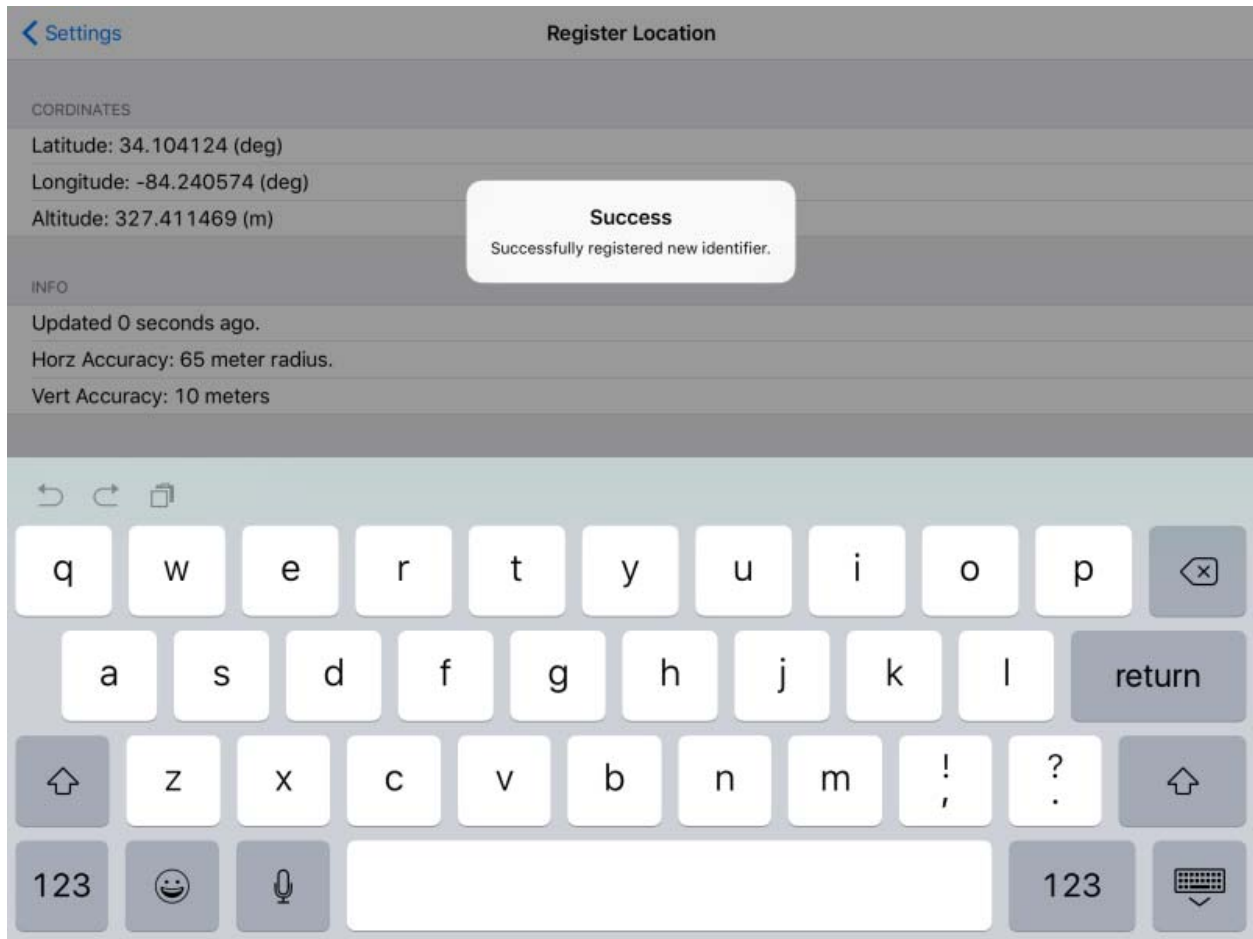 Settings
Register Location
CORDINATES
Latitude: 34.104124 (deg)
Longitude: -84.240574 (deg)
Altitude: 327.411469 (m)
Success
Successfully registered new identifier.
INFO
Updated 0 seconds ago.
Horz Accuracy: 65 meter radius.
Vert Accuracy: 10 meters
q w e r t y u i o p
a s d f g h j k l return
z x c v b n m ! , ? .
123 123